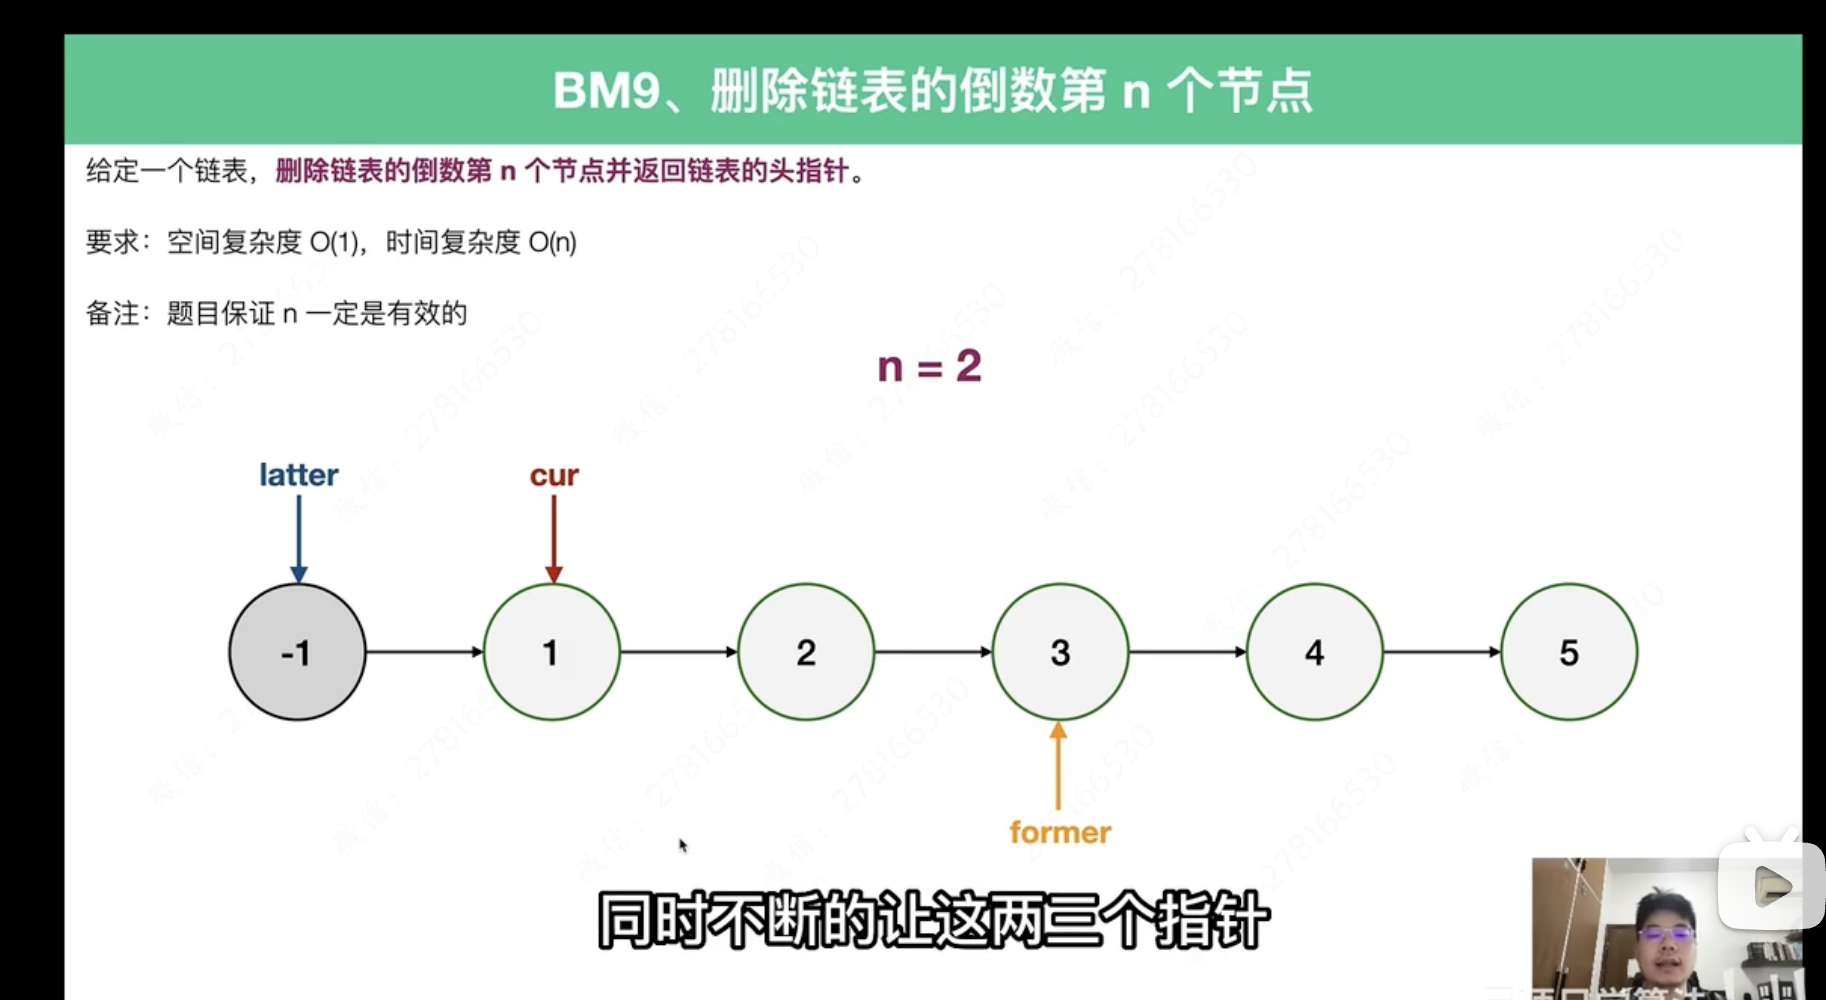 BM9、删除链表的倒数第 n 个节点
给定一个链表，删除链表的倒数第 n 个节点并返回链表的头指针。
要求：空间复杂度 O(1)，时间复杂度 O(n)
备注：题目保证 n 一定是有效的
n = 2
latter
cur
-1
1
2
3
4
5
former
同时不断的让这两三个指针
微信：278166530